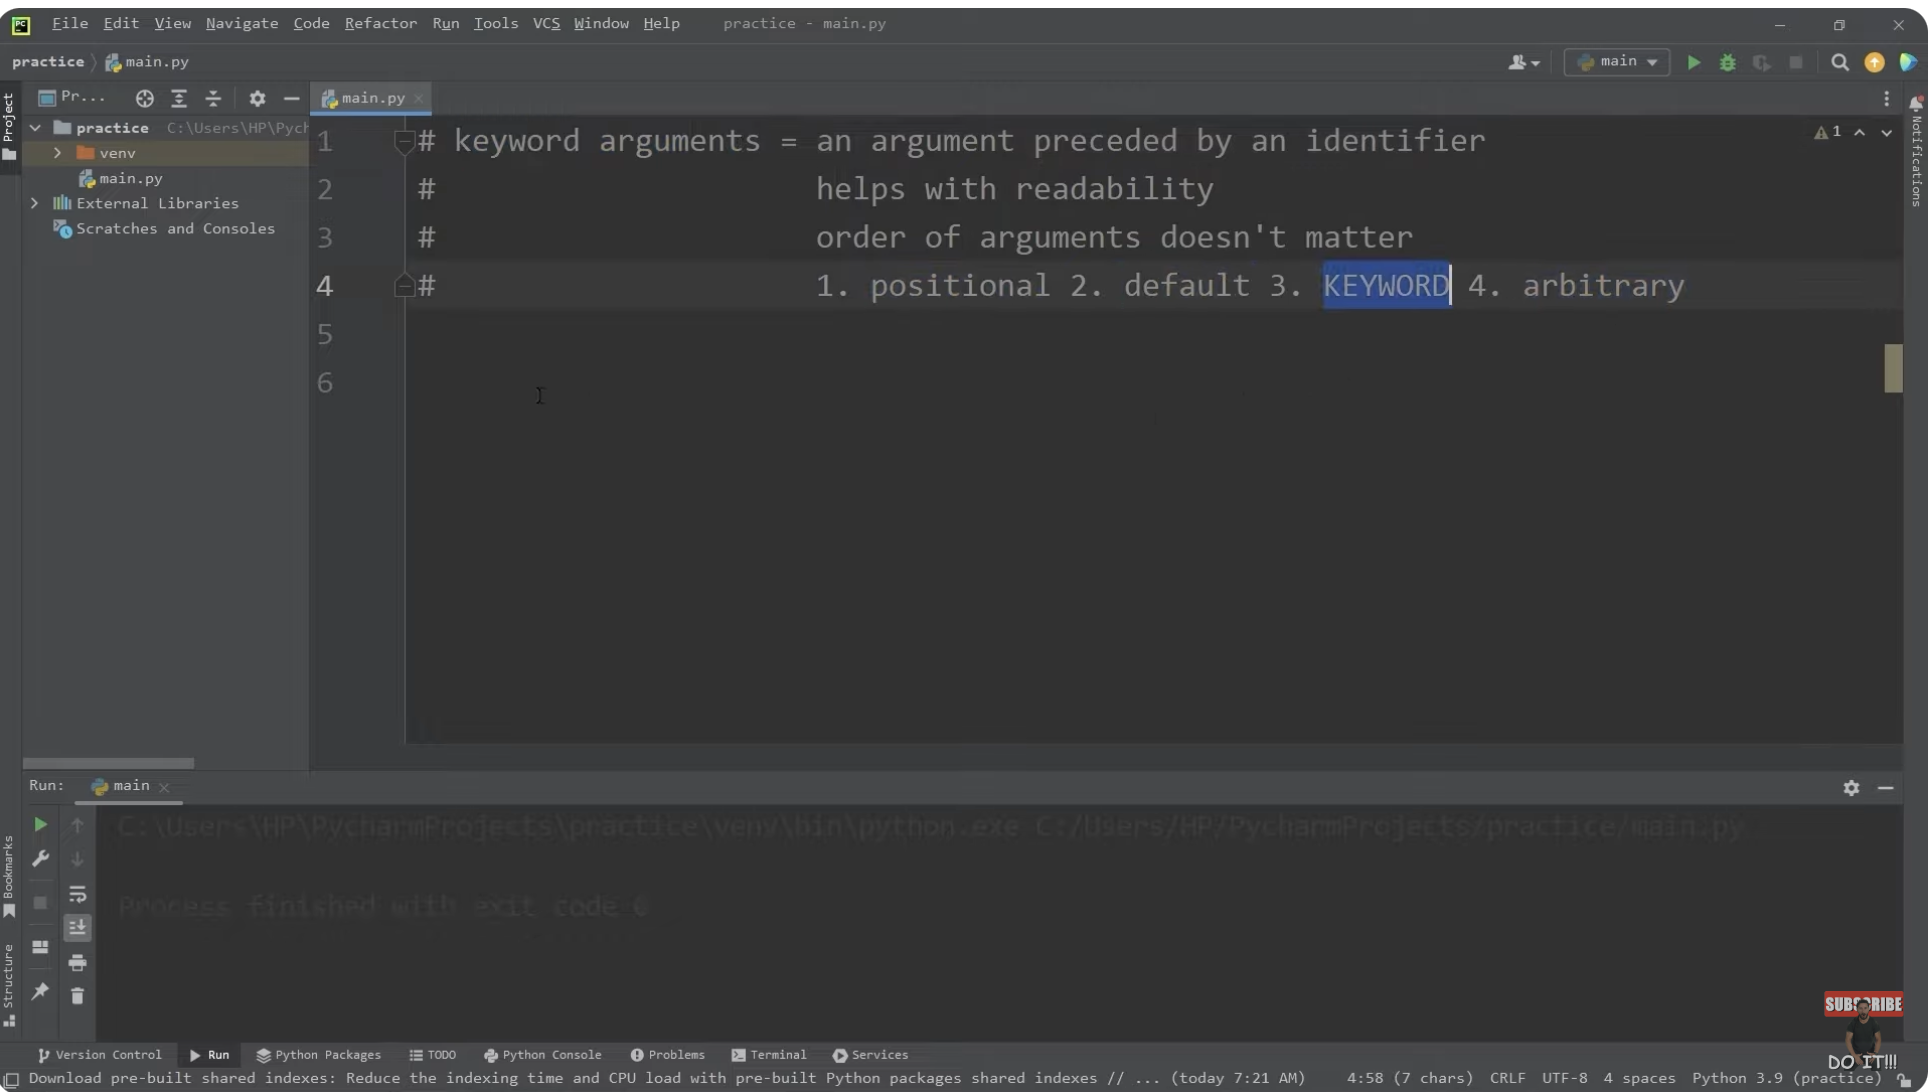 File Edit View Navigate Code Refactor Run Tools VCS Window Help practice - main.py
practice main.py main
Pr... main.py
Project
Notifications
practice C:\Users\HP\Pych
venv
main.py
External Libraries
Scratches and Consoles
1 # keyword arguments = an argument preceded by an identifier
1
2 # helps with readability
3 # order of arguments doesn't matter
4 # 1. positional 2. default 3. KEYWORD 4. arbitrary
5
6
Run: main
C:\Users\HP\PycharmProjects\practice\venv\bin\python.exe C:/Users/HP/PycharmProjects/practice/main.py
Process finished with exit code 0
Bookmarks
Structure
SUBSCRIBE
DO IT!!!
Version Control Run Python Packages TODO Python Console Problems Terminal Services
Download pre-built shared indexes: Reduce the indexing time and CPU load with pre-built Python packages shared indexes // ... (today 7:21 AM) 4:58 (7 chars) CRLF UTF-8 4 spaces Python 3.9 (practice)